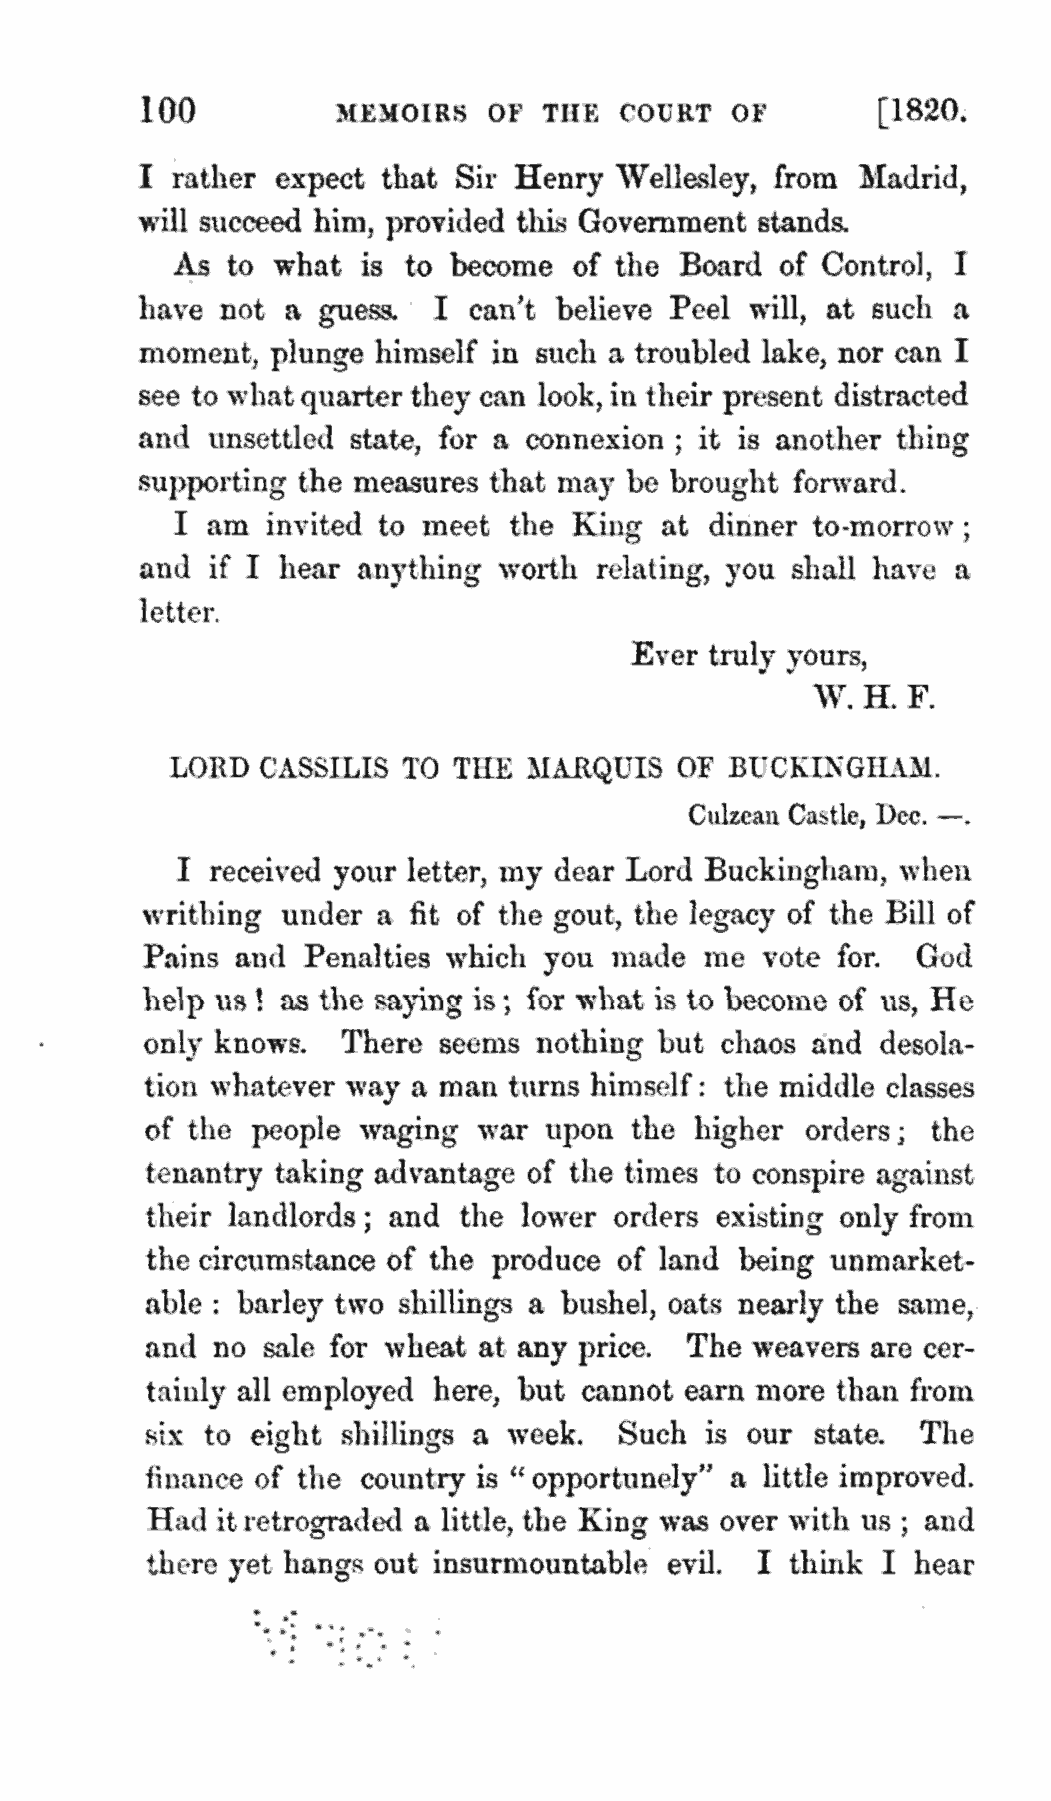 100 MEMOIRS OF THE COURT OF [1820.
I rather expect that Sir Henry Wellesley, from Madrid,
will succeed him, provided this Government stands.
As to what is to become of the Board of Control, I
have not a guess. I can't believe Peel will, at such a
moment, plunge himself in such a troubled lake, nor can I
see to what quarter they can look, in their present distracted
and unsettled state, for a connexion ; it is another thing
supporting the measures that may be brought forward.
I am invited to meet the King at dinner to-morrow ;
and if I hear anything worth relating, you shall have a
letter.
Ever truly yours,
W. H. F.
LORD CASSILIS TO THE MARQUIS OF BUCKINGHAM.
Culzean Castle, Dec. —.
I received your letter, my dear Lord Buckingham, when
writhing under a fit of the gout, the legacy of the Bill of
Pains and Penalties which you made me vote for. God
help us ! as the saying is ; for what is to become of us, He
only knows. There seems nothing but chaos and desola-
tion whatever way a man turns himself : the middle classes
of the people waging war upon the higher orders ; the
tenantry taking advantage of the times to conspire against
their landlords ; and the lower orders existing only from
the circumstance of the produce of land being unmarket-
able : barley two shillings a bushel, oats nearly the same,
and no sale for wheat at any price. The weavers are cer-
tainly all employed here, but cannot earn more than from
six to eight shillings a week. Such is our state. The
finance of the country is “ opportunely” a little improved.
Had it retrograded a little, the King was over with us ; and
there yet hangs out insurmountable evil. I think I hear